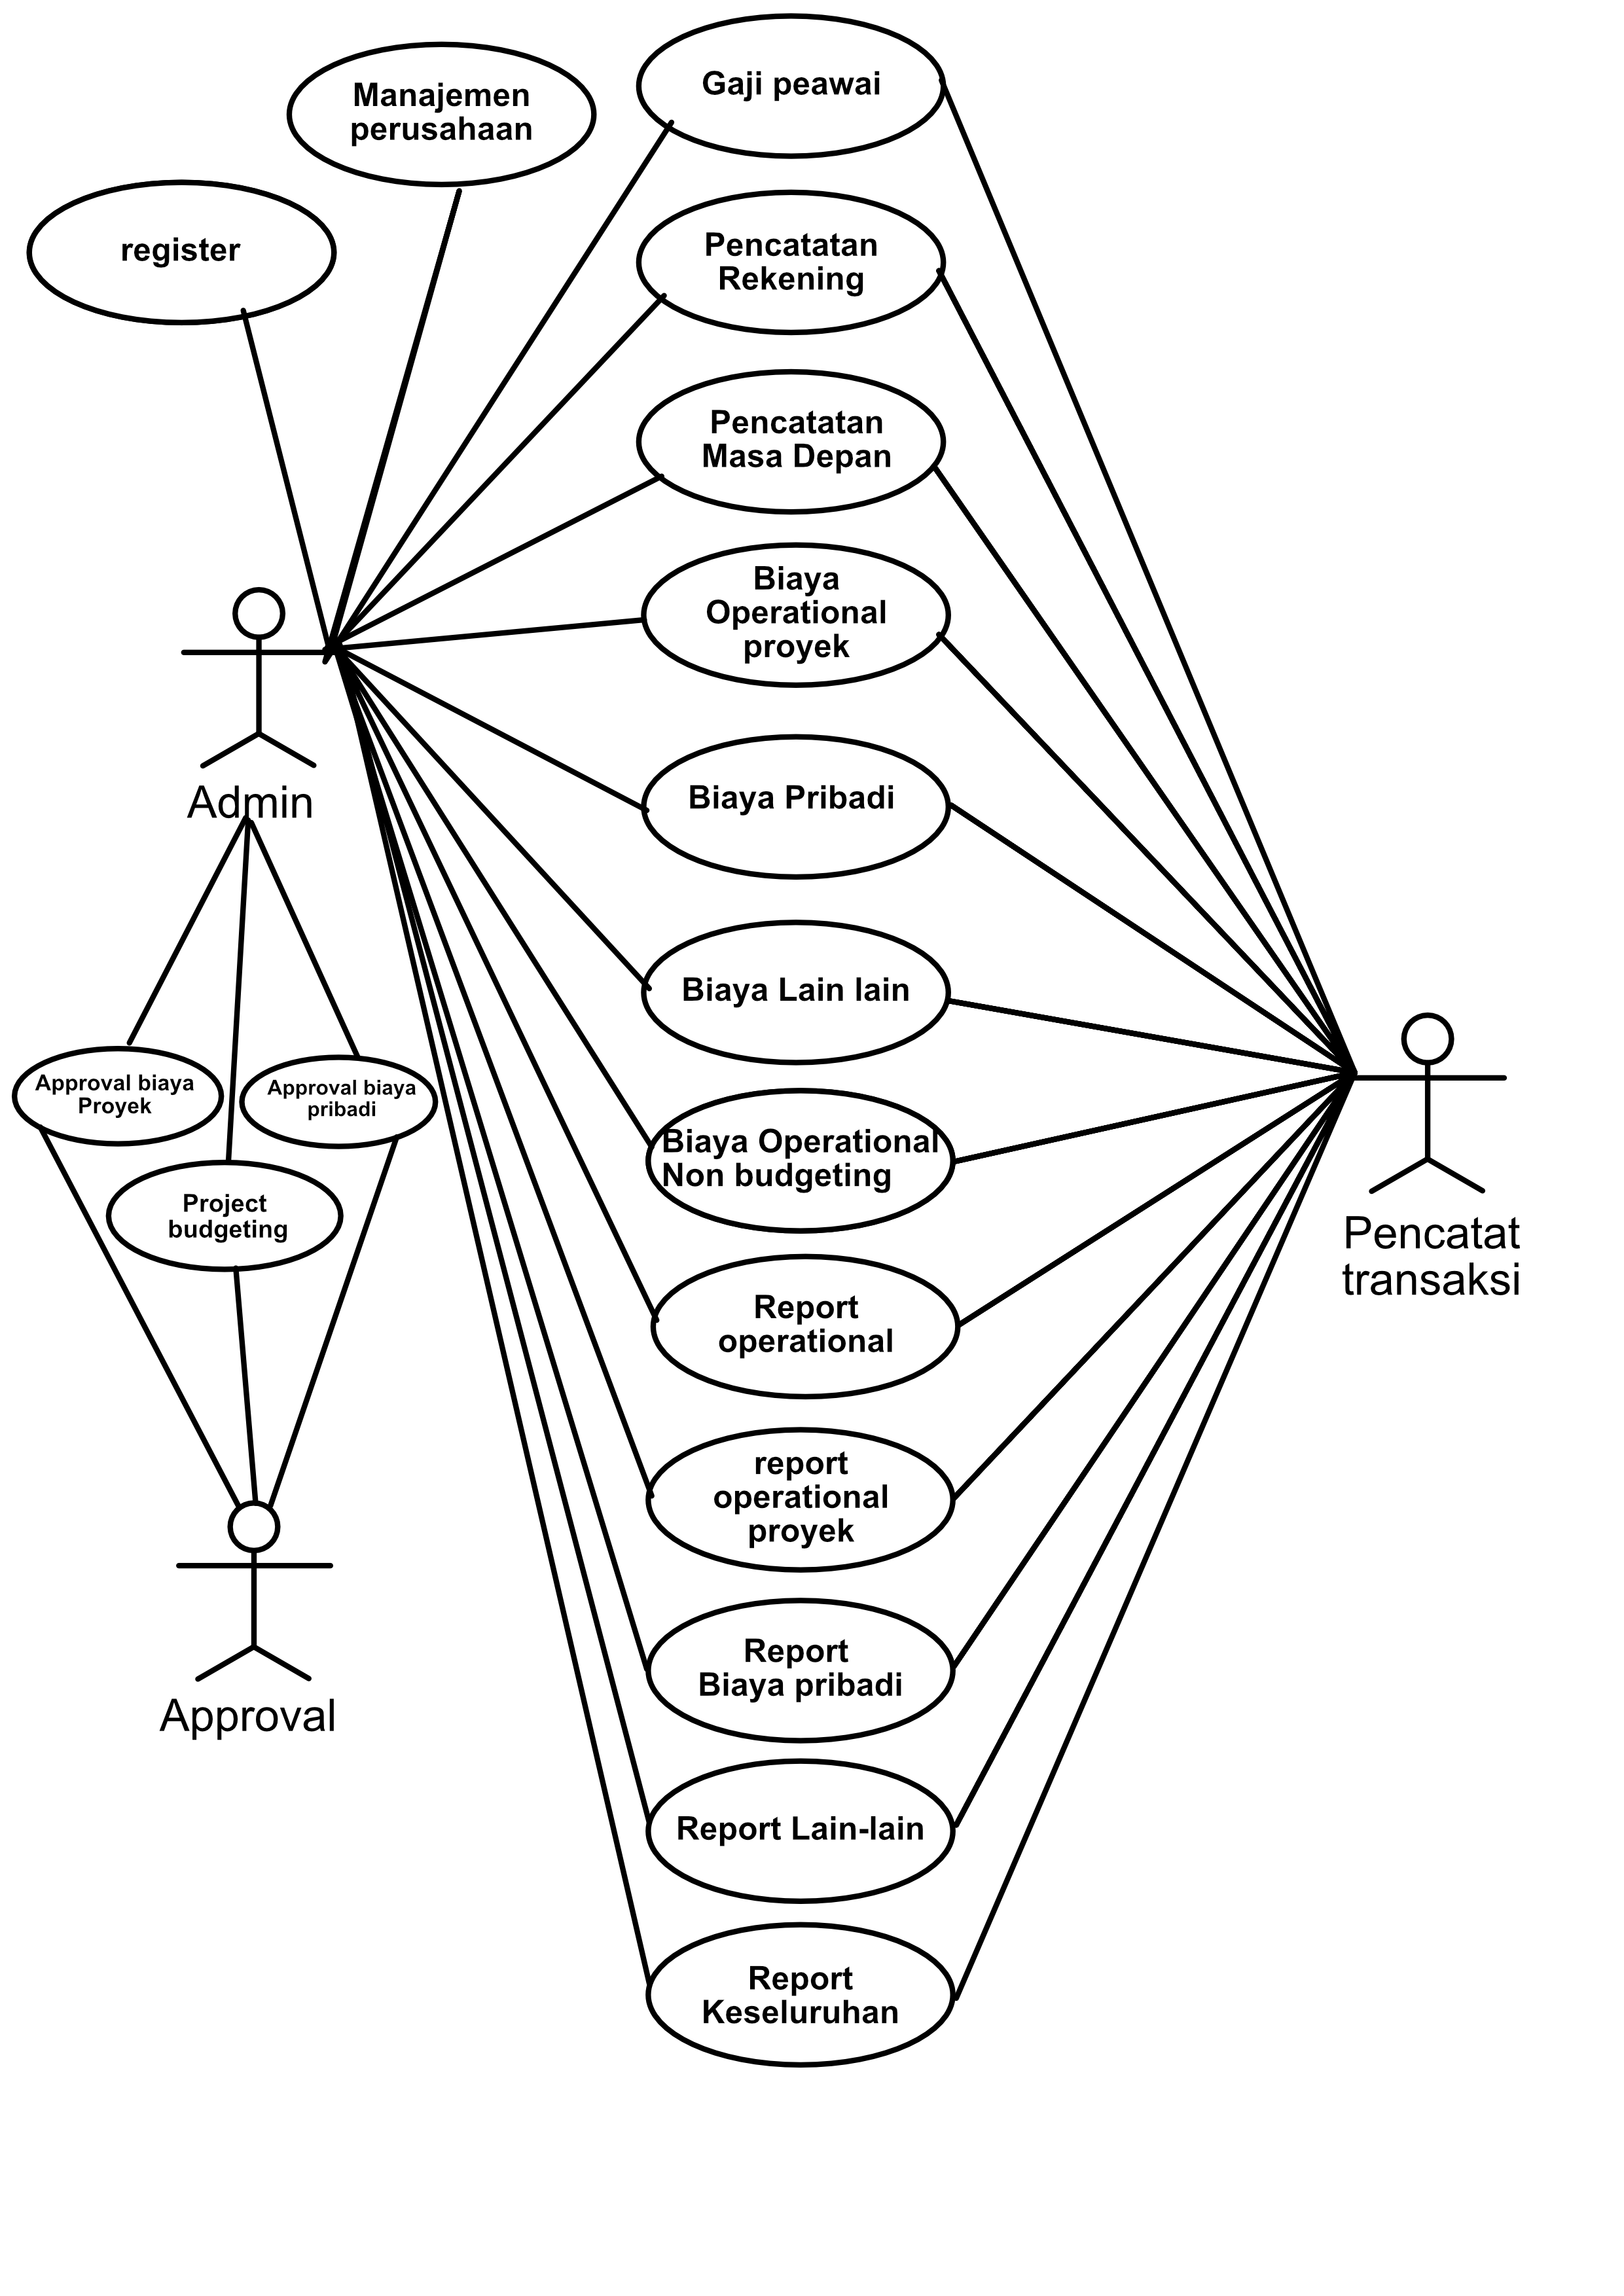 Gaji peawai
Manajemen
perusahaan
register
Pencatatan
Rekening
Pencatatan
Masa Depan
Biaya
Operational
proyek
Biaya Pribadi
Admin
Biaya Lain lain
Approval biaya
Proyek
Approval biaya
pribadi
Project
budgeting
Biaya Operational
Non budgeting
Pencatat
transaksi
Report
operational
report
operational
proyek
Approval
Report
Biaya pribadi
Report Lain-lain
Report
Keseluruhan